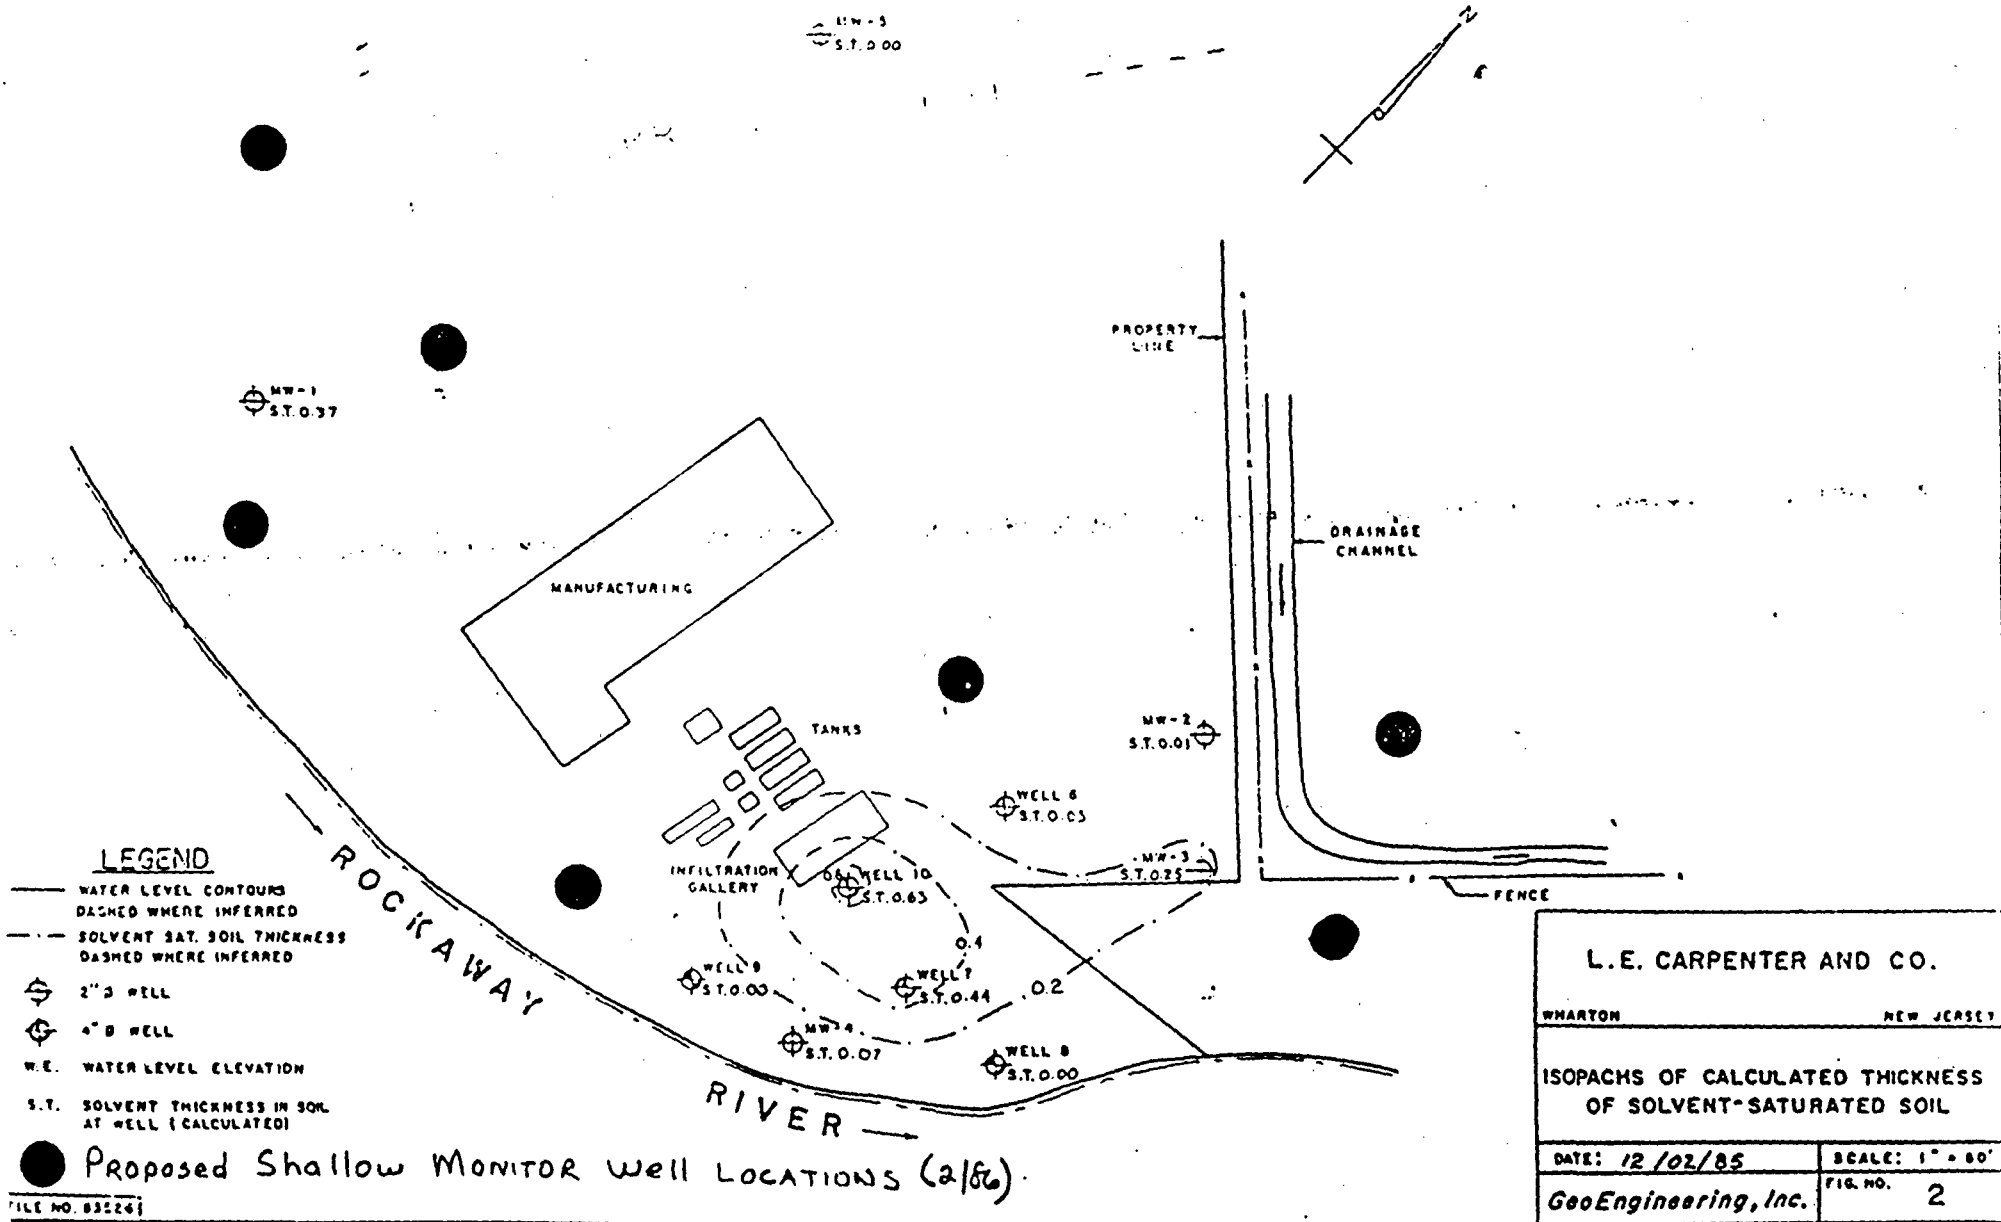 MW-5
S.T. 0.00
N
PROPERTY
LINE
MW-1
S.T. 0.37
DRAINAGE
CHANNEL
MANUFACTURING
TANKS
MW-2
S.T. 0.01
WELL 6
S.T. 0.03
MW-3
S.T. 0.25
INFILTRATION
GALLERY
0.6
WELL 10
S.T. 0.63
FENCE
0.4
WELL 9
S.T. 0.00
WELL 7
S.T. 0.44
0.2
MW-4
S.T. 0.07
WELL 8
S.T. 0.00
ROCKAWAY
RIVER
LEGEND
WATER LEVEL CONTOURS
DASHED WHERE INFERRED
SOLVENT SAT. SOIL THICKNESS
DASHED WHERE INFERRED
2" Ø WELL
4" Ø WELL
W.E. WATER LEVEL ELEVATION
S.T. SOLVENT THICKNESS IN SOIL
AT WELL (CALCULATED)
Proposed Shallow MONITOR Well LOCATIONS (2/86).
L.E. CARPENTER AND CO.
WHARTON NEW JERSEY
ISOPACHS OF CALCULATED THICKNESS
OF SOLVENT-SATURATED SOIL
DATE: 12/02/85
SCALE: 1" = 80'
GeoEngineering, Inc.
FIG. NO. 2
FILE NO.